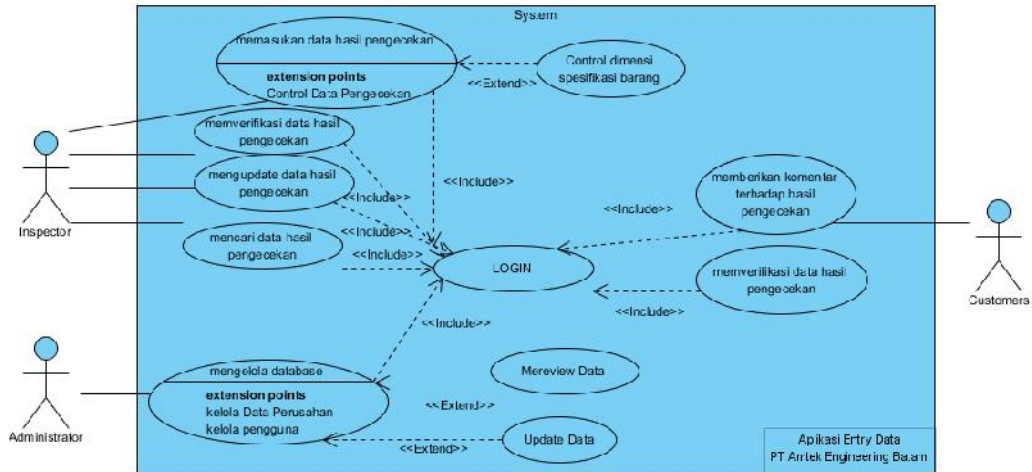 System
memasukan data hasil pengecekan
extension points
Control Data Pengecekan
<<Extend>>
Control dimensi
spesifikasi barang
memverifikasi data hasil
pengecekan
mengupdate data hasil
pengecekan
mencari data hasil
pengecekan
<<Include>>
<<Include>>
<<Include>>
<<Include>>
<<Include>>
memberikan komentar
terhadap hasil
pengecekan
Inspector
LOGIN
memverifikasi data hasil
pengecekan
<<Include>>
<<Include>>
Customers
mengelola database
extension points
kelola Data Perusahan
kelola pengguna
Mereview Data
<<Extend>>
<<Extend>>
Update Data
Administrator
Apikasi Entry Data
PT Amtek Engineering Batam